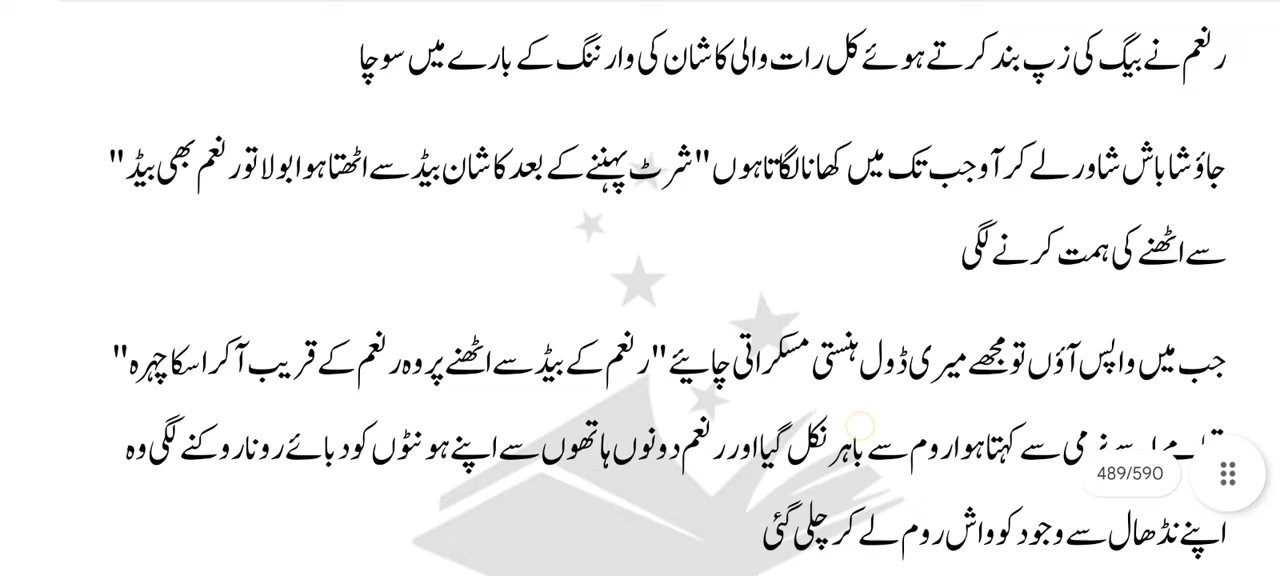 رنعم نے بیگ کی زپ بند کرتے ہوئے کل رات والی کاشان کی وارننگ کے بارے میں سوچا
جاؤ شاباش شاور لے کر آو جب تک میں کھانا لگاتا ہوں "شرٹ پہننے کے بعد کاشان بیڈ سے اٹھتا ہوا بولا تو رنعم بھی بیڈ"
سے اٹھنے کی ہمت کرنے لگی
جب میں واپس آؤں تو مجھے میری ڈول ہنستی مسکراتی چایئے "رنعم کے بیڈ سے اٹھنے پر وہ رنعم کے قریب آکر اسکا چہرہ"
سے کہتا ہوا روم سے باہر نکل گیا اور رنعم دونوں ہاتھوں سے اپنے ہونٹوں کو دبائے رونا روکنے لگی وہ
489/590
اپنے نڈھال سے وجود کو واش روم لے کر چلی گئی